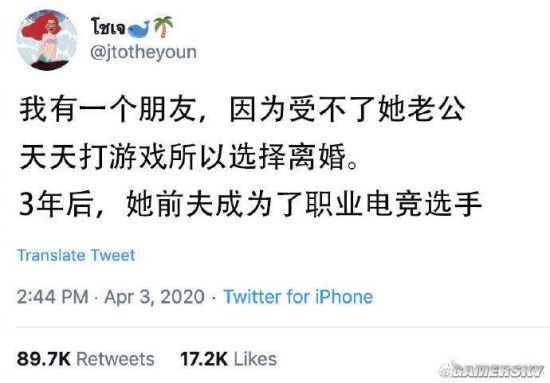 โชเจ🐳🌴
@jtotheyoun
我有一个朋友，因为受不了她老公
天天打游戏所以选择离婚。
3年后，她前夫成为了职业电竞选手
Translate Tweet
2:44 PM · Apr 3, 2020 · Twitter for iPhone
89.7K Retweets 17.2K Likes
GAMERSKY